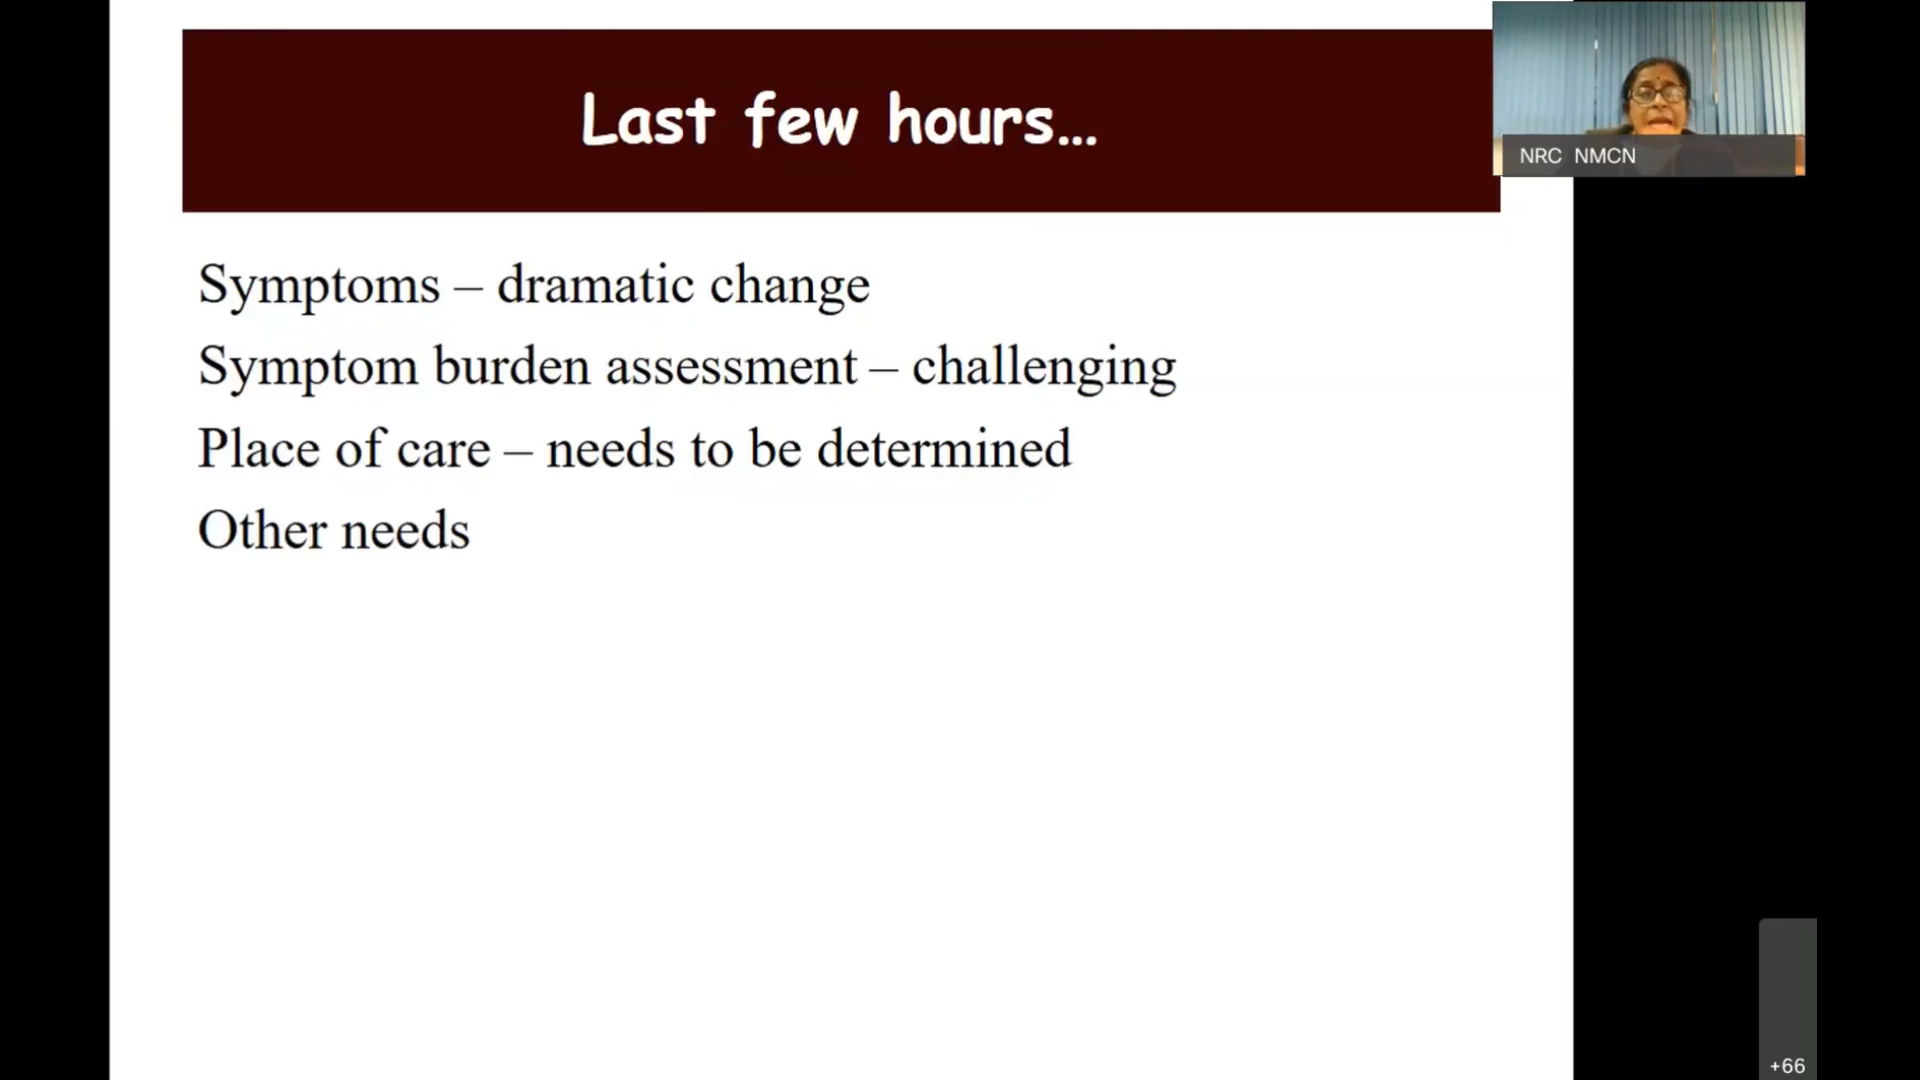 Last few hours...
NRC NMCN
Symptoms – dramatic change
Symptom burden assessment – challenging
Place of care – needs to be determined
Other needs
+66